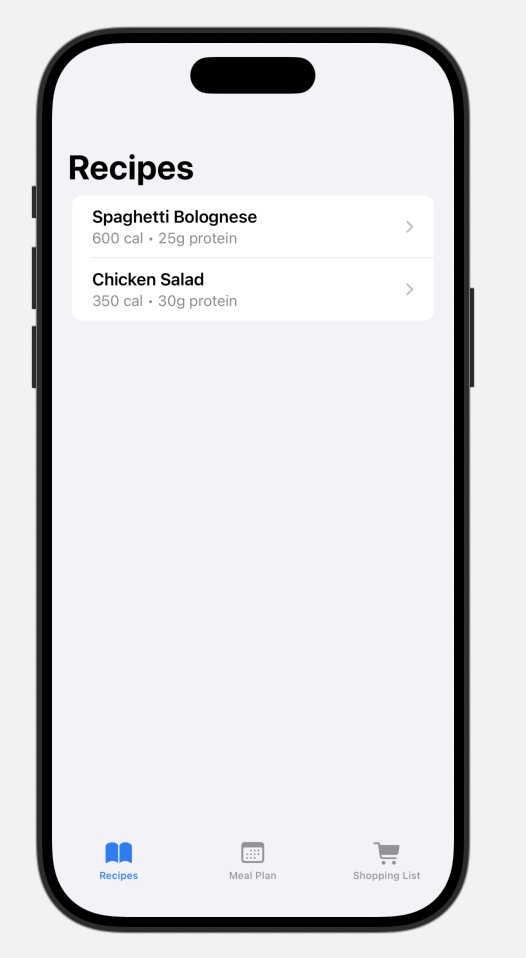 Recipes
Spaghetti Bolognese
600 cal • 25g protein
Chicken Salad
350 cal • 30g protein
Recipes
Meal Plan
Shopping List